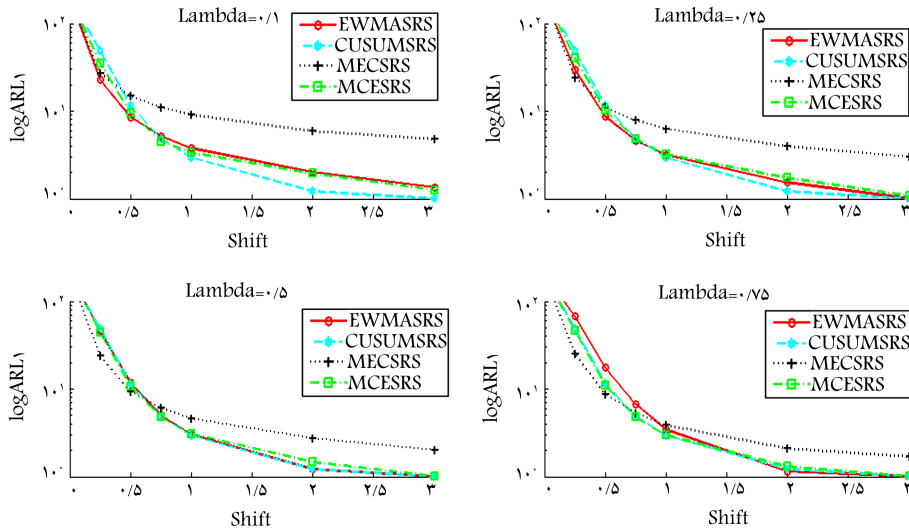 Lambda=۰/۱
logARL۱
۱۰۲
۱۰۱
۱۰۰
EWMASRS
CUSUMSRS
MECSRS
MCESRS
۰ ۰/۵ ۱ ۱/۵ ۲ ۲/۵ ۳
Shift
Lambda=۰/۲۵
logARL۱
۱۰۲
۱۰۱
۱۰۰
EWMASRS
CUSUMSRS
MECSRS
MCESRS
۰ ۰/۵ ۱ ۱/۵ ۲ ۲/۵ ۳
Shift
Lambda=۰/۵
logARL۱
۱۰۲
۱۰۱
۱۰۰
EWMASRS
CUSUMSRS
MECSRS
MCESRS
۰ ۰/۵ ۱ ۱/۵ ۲ ۲/۵ ۳
Shift
Lambda=۰/۷۵
logARL۱
۱۰۲
۱۰۱
۱۰۰
EWMASRS
CUSUMSRS
MECSRS
MCESRS
۰ ۰/۵ ۱ ۱/۵ ۲ ۲/۵ ۳
Shift